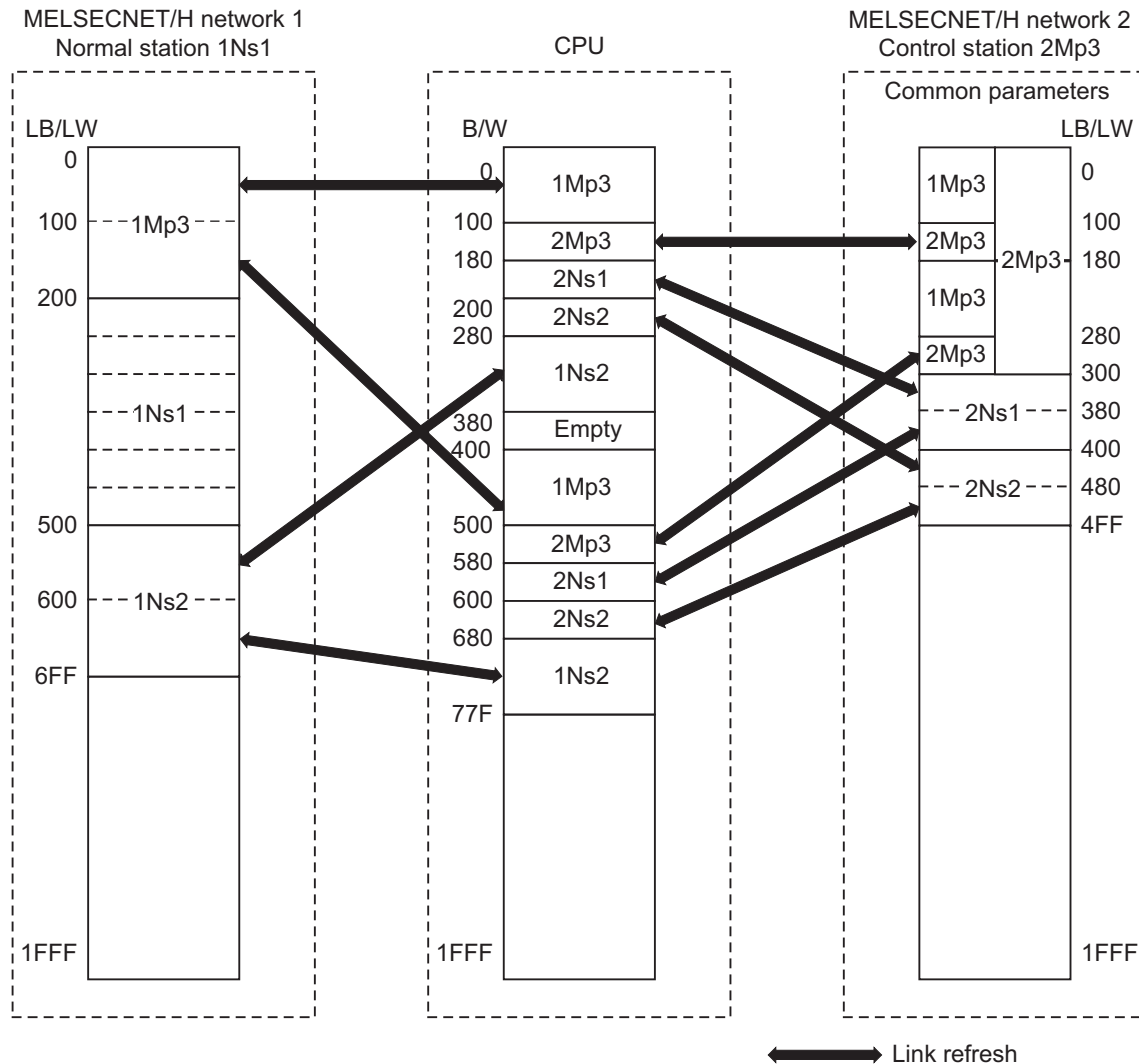 MELSECNET/H network 1
Normal station 1Ns1
LB/LW
0
100
1Mp3
200
1Ns1
500
600
1Ns2
6FF
1FFF
CPU
B/W
0
1Mp3
100
2Mp3
180
2Ns1
200
2Ns2
280
1Ns2
380
Empty
400
1Mp3
500
2Mp3
580
2Ns1
600
2Ns2
680
1Ns2
77F
1FFF
MELSECNET/H network 2
Control station 2Mp3
Common parameters
LB/LW
0
1Mp3
100
2Mp3
2Mp3
180
1Mp3
280
2Mp3
300
2Ns1
380
400
2Ns2
480
4FF
1FFF
Link refresh